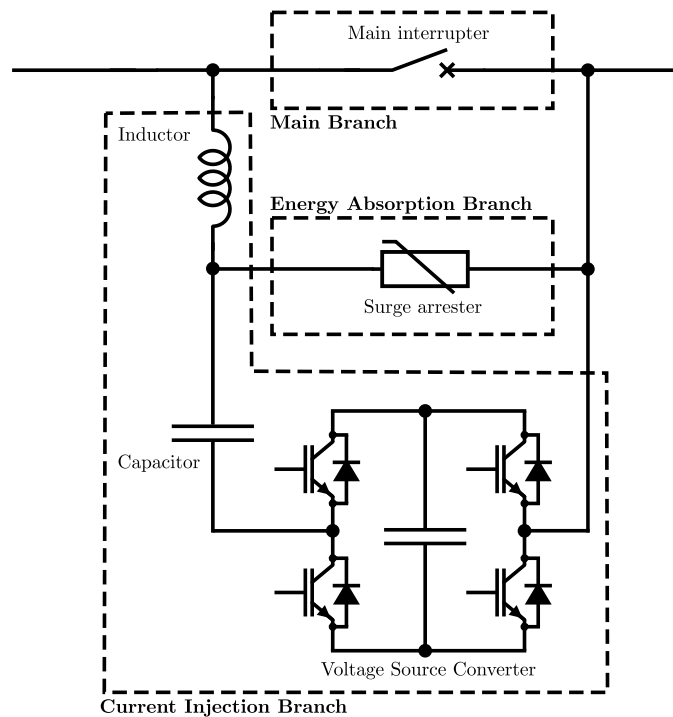 Main interrupter
Main Branch
Inductor
Energy Absorption Branch
Surge arrester
Capacitor
Voltage Source Converter
Current Injection Branch